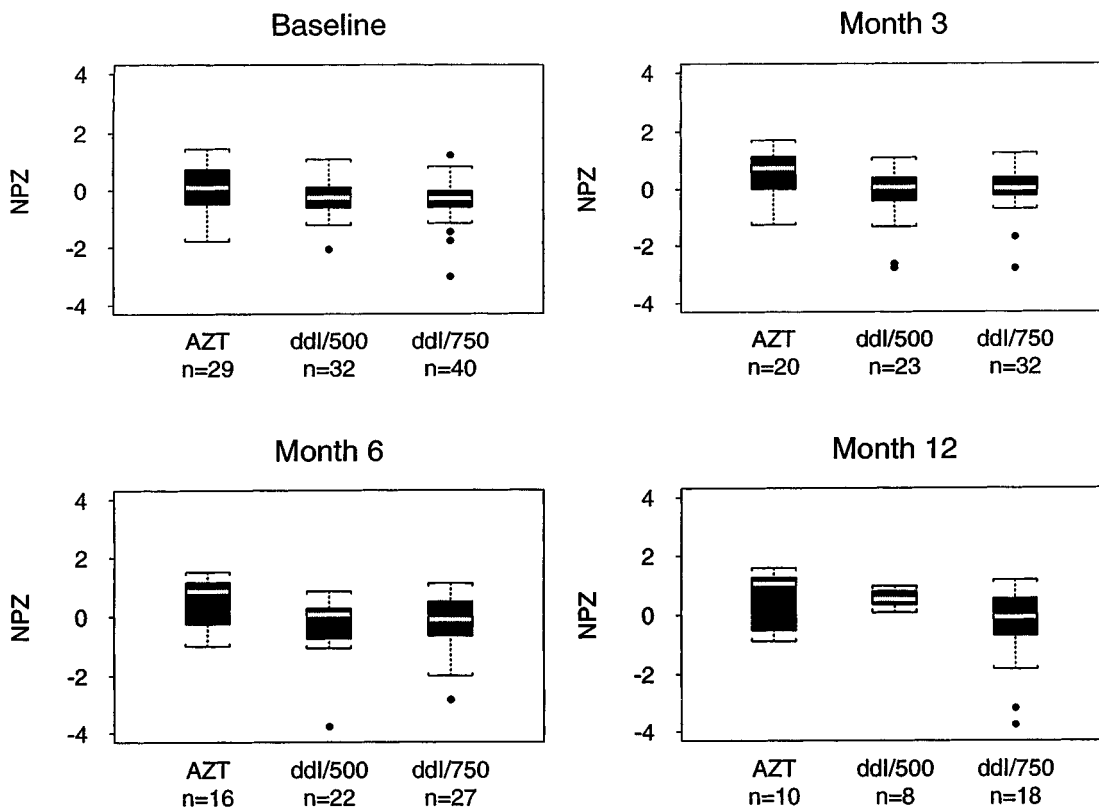 Baseline
NPZ
4
2
0
-2
-4
AZT ddI/500 ddI/750
n=29 n=32 n=40
Month 3
NPZ
4
2
0
-2
-4
AZT ddI/500 ddI/750
n=20 n=23 n=32
Month 6
NPZ
4
2
0
-2
-4
AZT ddI/500 ddI/750
n=16 n=22 n=27
Month 12
NPZ
4
2
0
-2
-4
AZT ddI/500 ddI/750
n=10 n=8 n=18